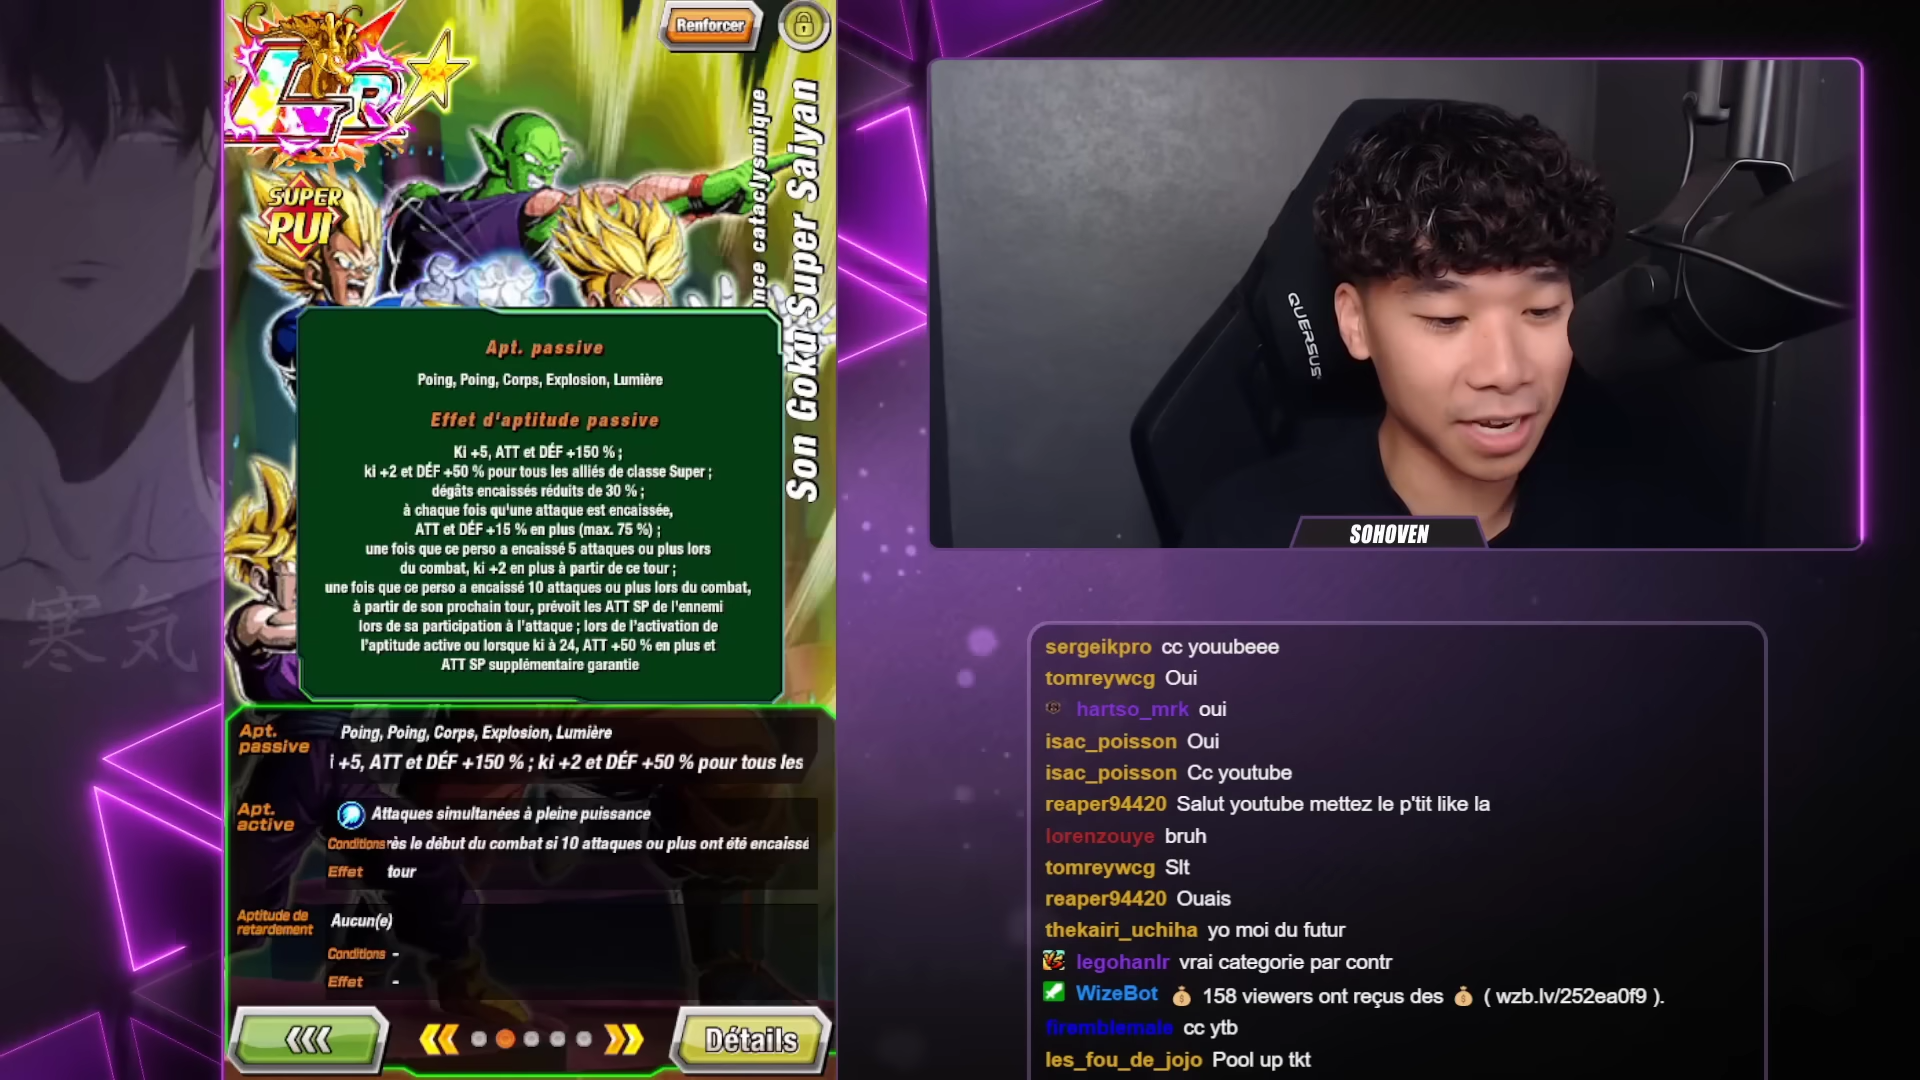 LR
Renforcer
SUPER
PUI
nce cataclysmique
Son Goku Super Saiyan
Apt. passive
Poing, Poing, Corps, Explosion, Lumière
Effet d'aptitude passive
Ki +5, ATT et DÉF +150 % ;
ki +2 et DÉF +50 % pour tous les alliés de classe Super ;
dégâts encaissés réduits de 30 % ;
à chaque fois qu'une attaque est encaissée,
ATT et DÉF +15 % en plus (max. 75 %) ;
une fois que ce perso a encaissé 5 attaques ou plus lors
du combat, ki +2 en plus à partir de ce tour ;
une fois que ce perso a encaissé 10 attaques ou plus lors du combat,
à partir de son prochain tour, prévoit les ATT SP de l'ennemi
lors de sa participation à l'attaque ; lors de l'activation de
l'aptitude active ou lorsque ki à 24, ATT +50 % en plus et
ATT SP supplémentaire garantie
Apt. passive
Poing, Poing, Corps, Explosion, Lumière
i +5, ATT et DÉF +150 % ; ki +2 et DÉF +50 % pour tous les
Apt. active
Attaques simultanées à pleine puissance
Conditions rès le début du combat si 10 attaques ou plus ont été encaissé
Effet tour
Aptitude de retardement
Aucun(e)
Conditions -
Effet -
Détails
寒気
QUERSUS
SOHOVEN
sergeikpro cc youubeee
tomreywcg Oui
hartso_mrk oui
isac_poisson Oui
isac_poisson Cc youtube
reaper94420 Salut youtube mettez le p'tit like la
lorenzouye bruh
tomreywcg Slt
reaper94420 Ouais
thekairi_uchiha yo moi du futur
legohanlr vrai categorie par contr
WizeBot 158 viewers ont reçus des ( wzb.lv/252ea0f9 ).
firemblemale cc ytb
les_fou_de_jojo Pool up tkt